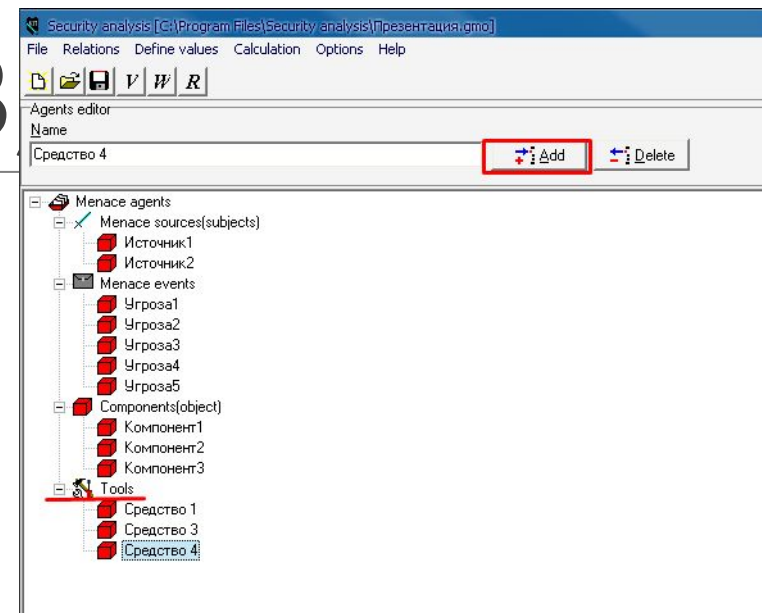 Security analysis [C:\Program Files\Security analysis\Презентация.gmo]
File Relations Define values Calculation Options Help
V W R
Agents editor
Name
Средство 4 Add Delete
Menace agents
Menace sources(subjects)
Источник1
Источник2
Menace events
Угроза1
Угроза2
Угроза3
Угроза4
Угроза5
Components(object)
Компонент1
Компонент2
Компонент3
Tools
Средство 1
Средство 3
Средство 4